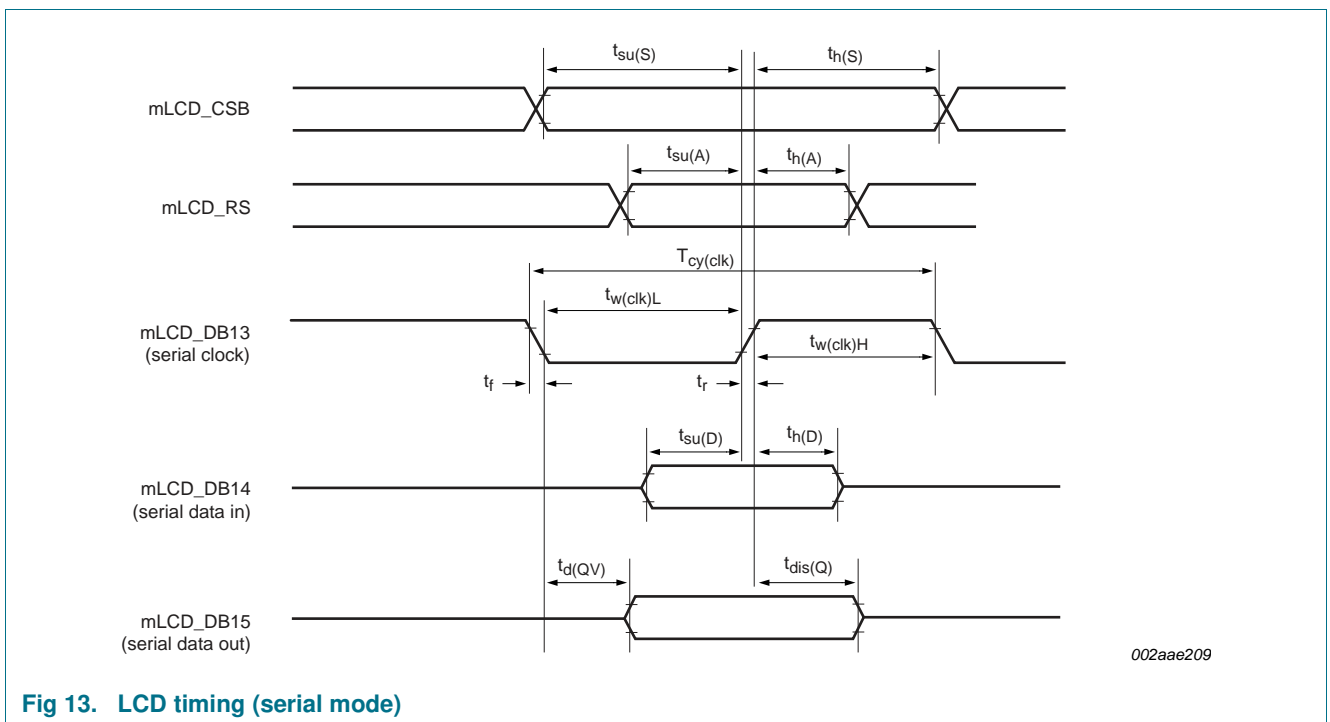 tsu(S)
th(S)
mLCD_CSB
tsu(A)
th(A)
mLCD_RS
Tcy(clk)
tw(clk)L
mLCD_DB13
(serial clock)
tw(clk)H
tf
tr
tsu(D)
th(D)
mLCD_DB14
(serial data in)
td(QV)
tdis(Q)
mLCD_DB15
(serial data out)
002aae209
Fig 13. LCD timing (serial mode)